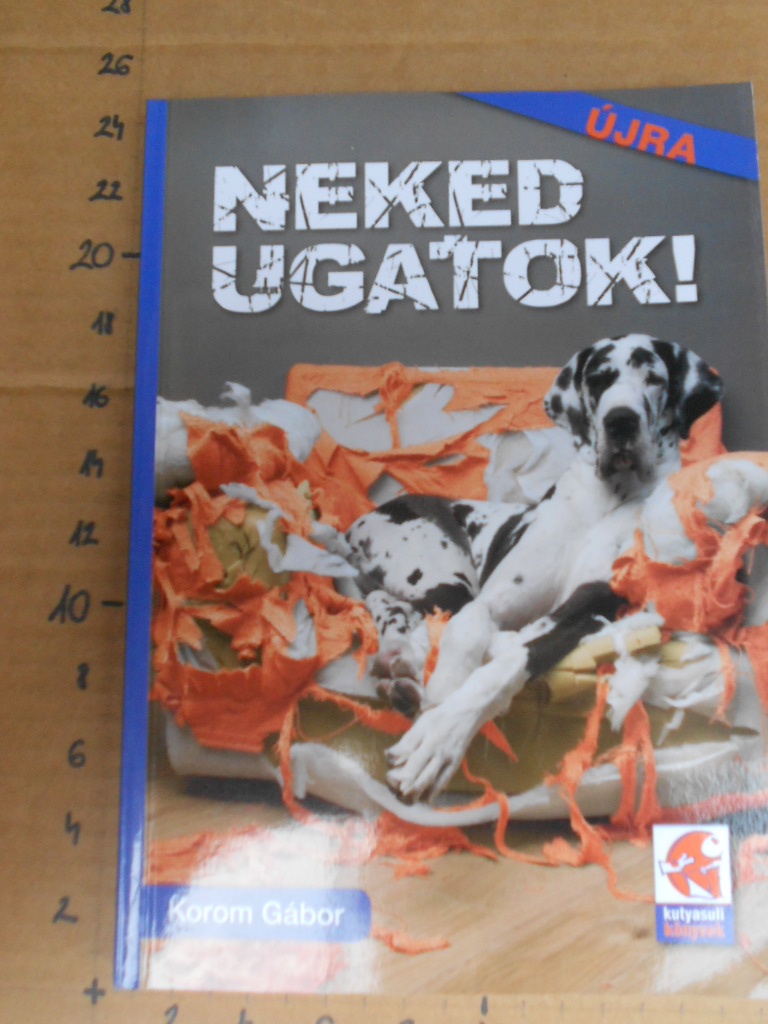 28
26
24
22
20
18
16
14
12
10
8
6
4
2
ÚJRA
NEKED
UGATOK!
Korom Gábor
kutyasuli
könyvek